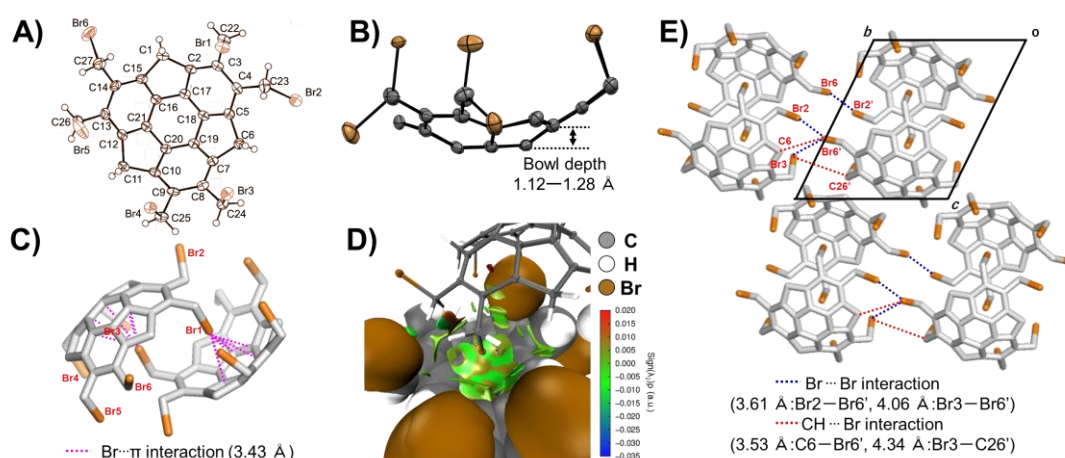 A)
Br6
C22
Br1
C1
C27
C2
C3
C23
C15
C4
C14
C17
C16
Br2
C26
C21
C18
C5
C13
Br5
C20
C19
C6
C12
C7
C11
C10
Br3
C9
C8
Br4
C25
C24
B)
Bowl depth
1.12—1.28 Å
C)
Br2
Br3
Br1
Br4
Br6
Br5
Br···π interaction (3.43 Å)
D)
C
H
Br
0.020
0.015
0.010
0.005
0.000
-0.005
-0.010
-0.015
-0.020
-0.025
-0.030
-0.035
Sign(λ₂)ρ (a.u.)
E)
b
o
Br6
Br2
Br2'
C6
Br6'
Br3
C26'
c
Br ··· Br interaction
(3.61 Å:Br2—Br6', 4.06 Å:Br3—Br6')
CH ··· Br interaction
(3.53 Å:C6—Br6', 4.34 Å:Br3—C26')